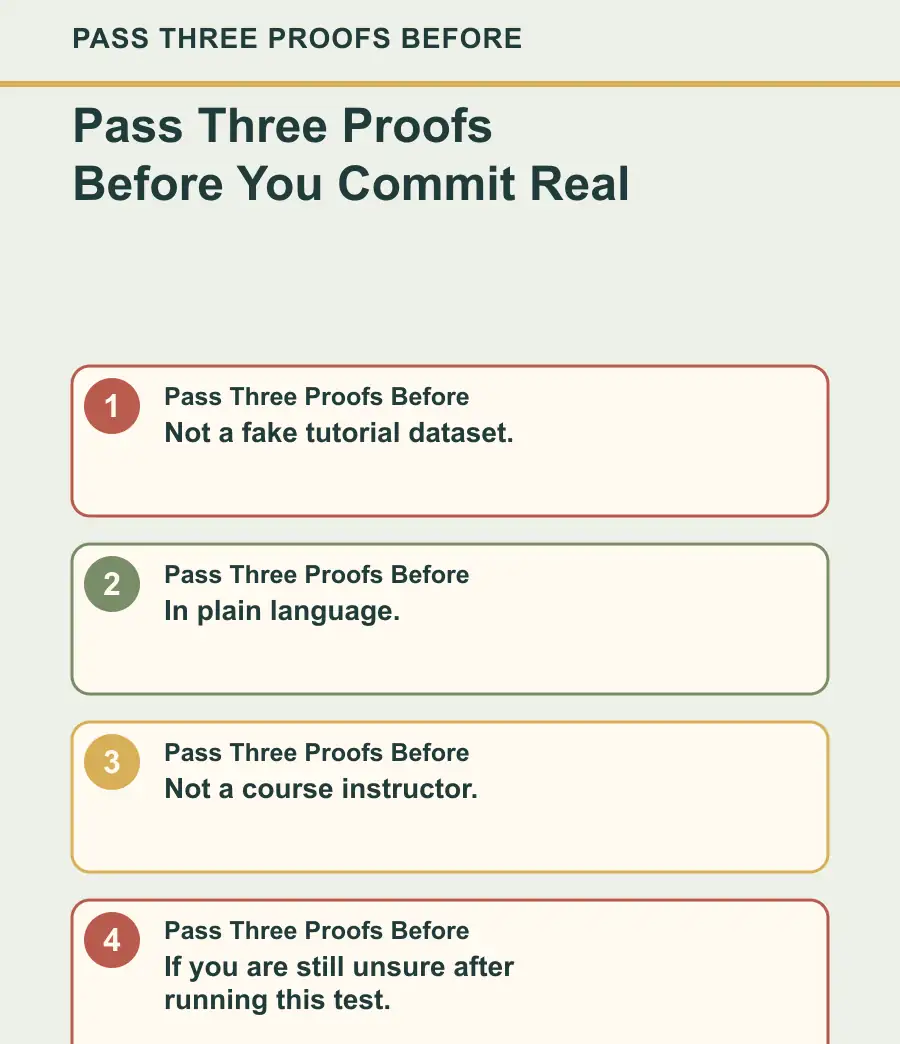 PASS THREE PROOFS BEFORE
Pass Three Proofs
Before You Commit Real
1
Pass Three Proofs Before
Not a fake tutorial dataset.
2
Pass Three Proofs Before
In plain language.
3
Pass Three Proofs Before
Not a course instructor.
4
Pass Three Proofs Before
If you are still unsure after
running this test.